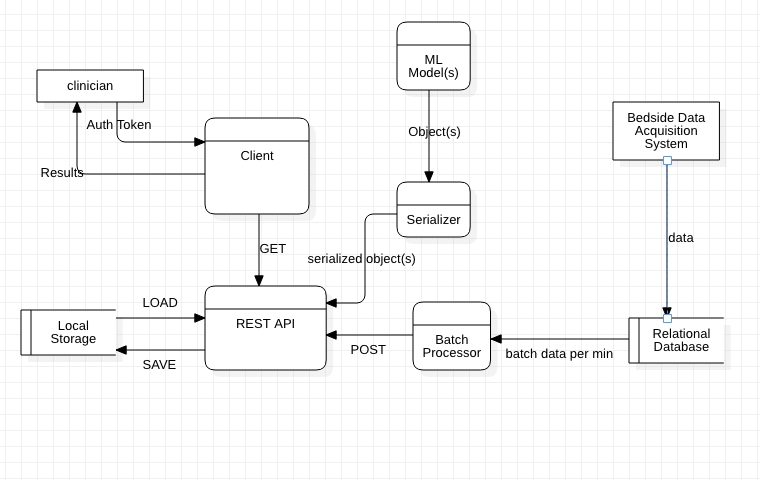 ML
Model(s)
clinician
Auth Token
Bedside Data
Acquisition
System
Object(s)
Client
Results
Serializer
data
GET
serialized object(s)
LOAD
REST API
Local
Storage
Batch
Processor
Relational
Database
POST
batch data per min
SAVE